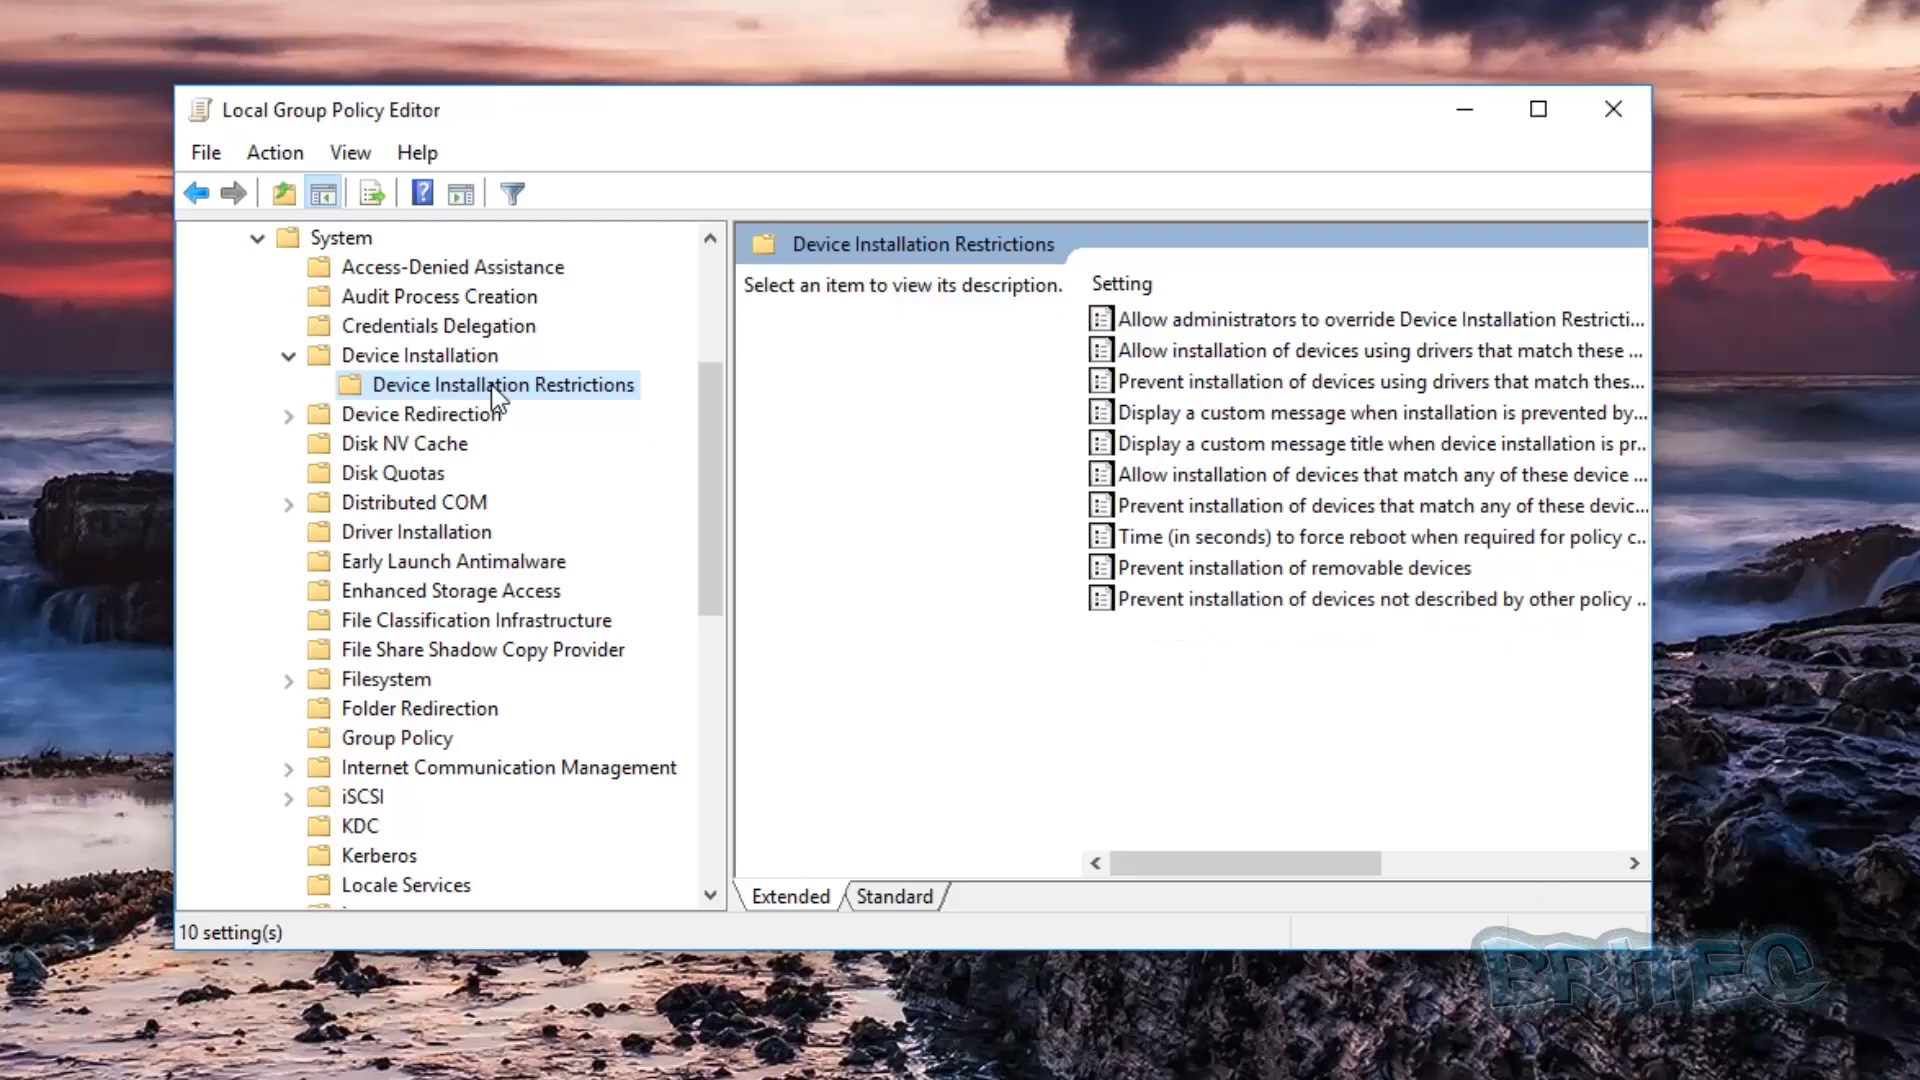 Local Group Policy Editor
File Action View Help
System
Access-Denied Assistance
Audit Process Creation
Credentials Delegation
Device Installation
Device Installation Restrictions
Device Redirection
Disk NV Cache
Disk Quotas
Distributed COM
Driver Installation
Early Launch Antimalware
Enhanced Storage Access
File Classification Infrastructure
File Share Shadow Copy Provider
Filesystem
Folder Redirection
Group Policy
Internet Communication Management
iSCSI
KDC
Kerberos
Locale Services
Device Installation Restrictions
Select an item to view its description.
Setting
Allow administrators to override Device Installation Restricti...
Allow installation of devices using drivers that match these ...
Prevent installation of devices using drivers that match thes...
Display a custom message when installation is prevented by...
Display a custom message title when device installation is pr...
Allow installation of devices that match any of these device ...
Prevent installation of devices that match any of these devic...
Time (in seconds) to force reboot when required for policy c...
Prevent installation of removable devices
Prevent installation of devices not described by other policy ...
Extended Standard
10 setting(s)
BRITEC